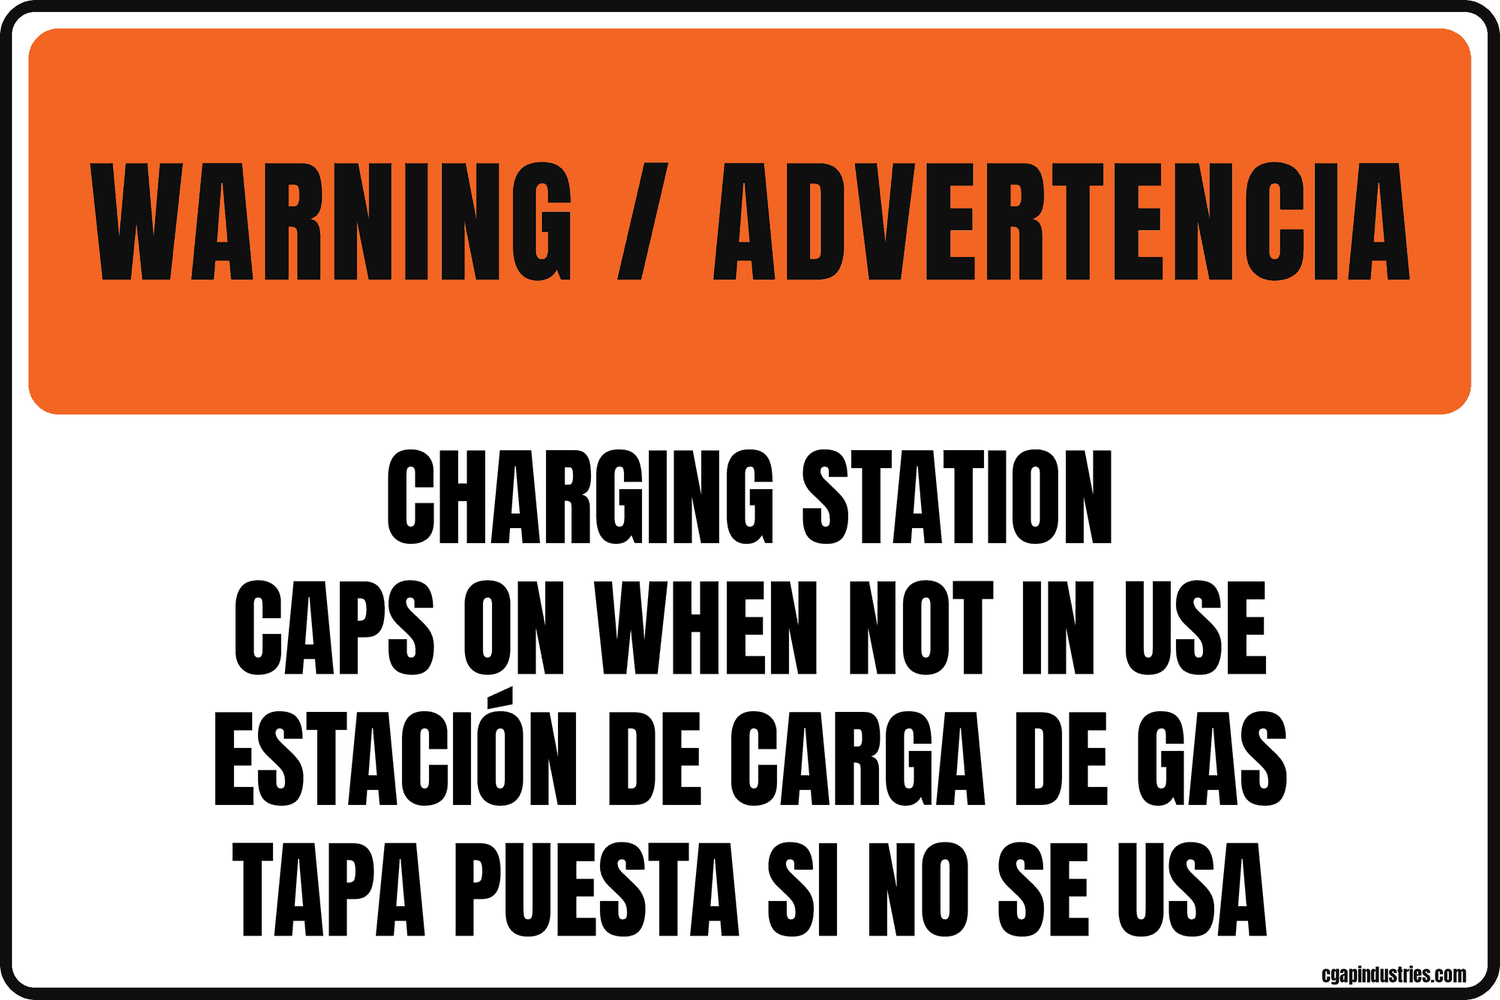 WARNING / ADVERTENCIA
CHARGING STATION
CAPS ON WHEN NOT IN USE
ESTACIÓN DE CARGA DE GAS
TAPA PUESTA SI NO SE USA
cgapindustries.com